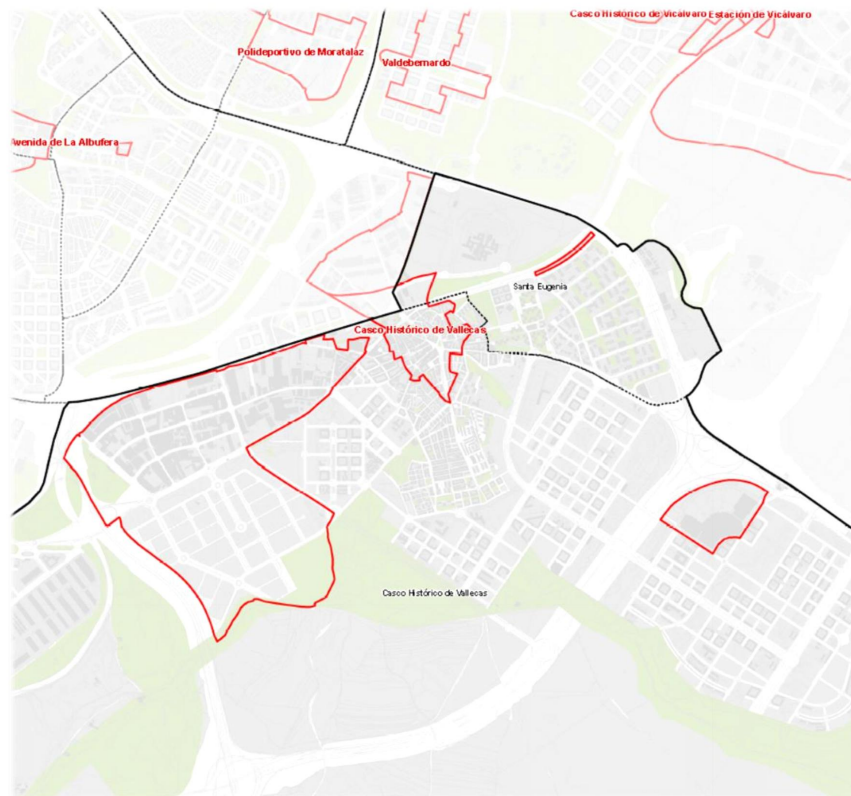 Casco Histórico de Vicálvaro
Estación de Vicálvaro
Polideportivo de Moratalaz
Valdebernardo
Avenida de La Albufera
Santa Eugenia
Casco Histórico de Vallecas
Casco Histórico de Vallecas